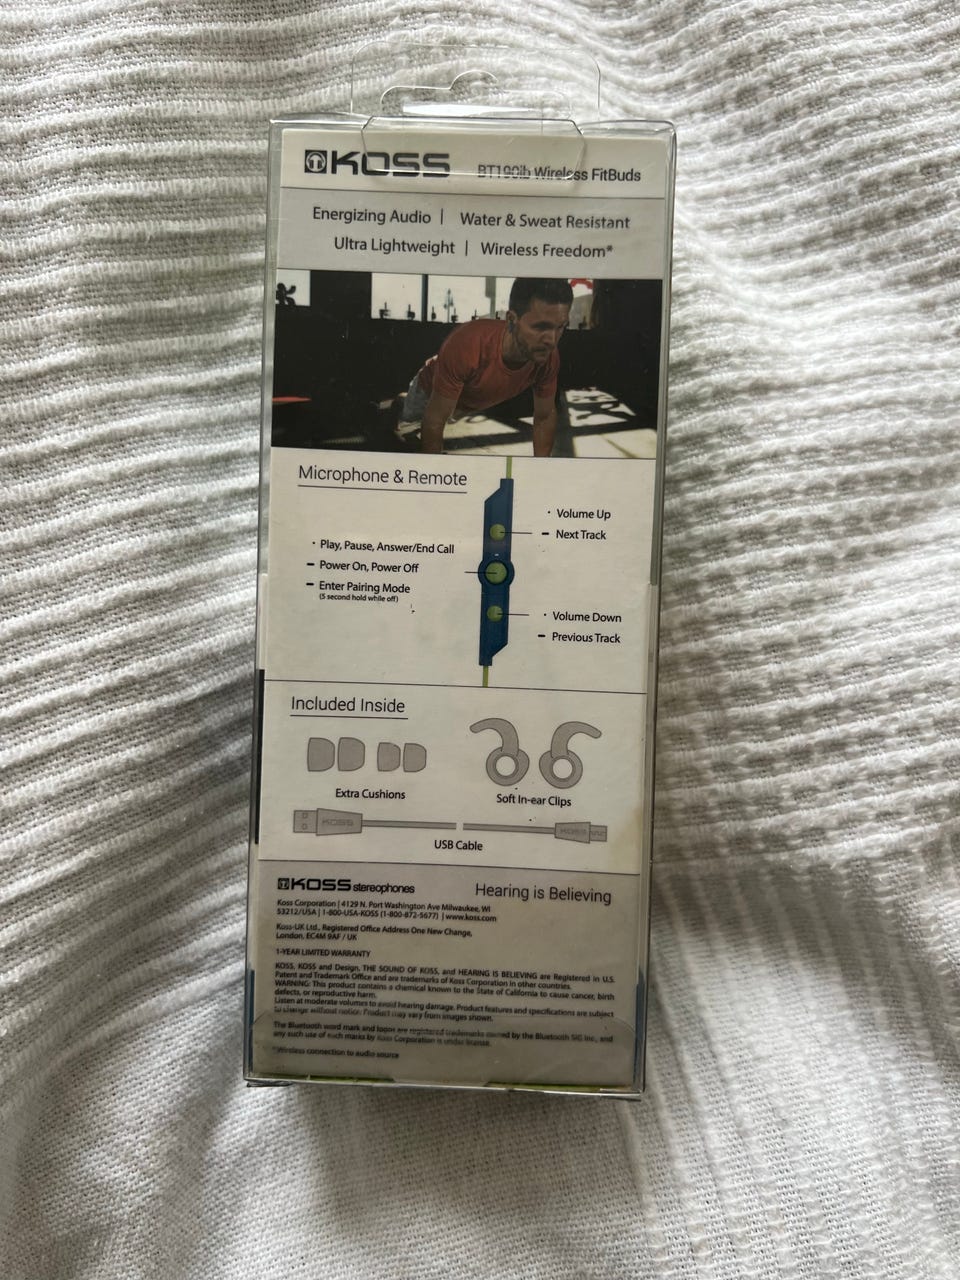 KOSS BT190ib Wireless FitBuds
Energizing Audio | Water & Sweat Resistant
Ultra Lightweight | Wireless Freedom*
Microphone & Remote
· Volume Up
– Next Track
· Play, Pause, Answer/End Call
– Power On, Power Off
– Enter Pairing Mode
(5 second hold while off)
· Volume Down
– Previous Track
Included Inside
Extra Cushions
Soft In-ear Clips
KOSS KOSS
USB Cable
KOSS stereophones Hearing is Believing
Koss Corporation | 4129 N. Port Washington Ave Milwaukee, WI
53212/USA | 1-800-USA-KOSS (1-800-872-5677) | www.koss.com
Koss-UK Ltd., Registered Office Address One New Change,
London, EC4M 9AF / UK
1-YEAR LIMITED WARRANTY
KOSS, KOSS and Design, THE SOUND OF KOSS, and HEARING IS BELIEVING are Registered in U.S.
Patent and Trademark Office and are trademarks of Koss Corporation in other countries.
WARNING: This product contains a chemical known to the State of California to cause cancer, birth
defects, or reproductive harm.
Listen at moderate volumes to avoid hearing damage. Product features and specifications are subject
to change without notice. Product may vary from images shown.
The Bluetooth word mark and logos are registered trademarks owned by the Bluetooth SIG Inc., and
any such use of such marks by Koss Corporation is under license.
*Wireless connection to audio source